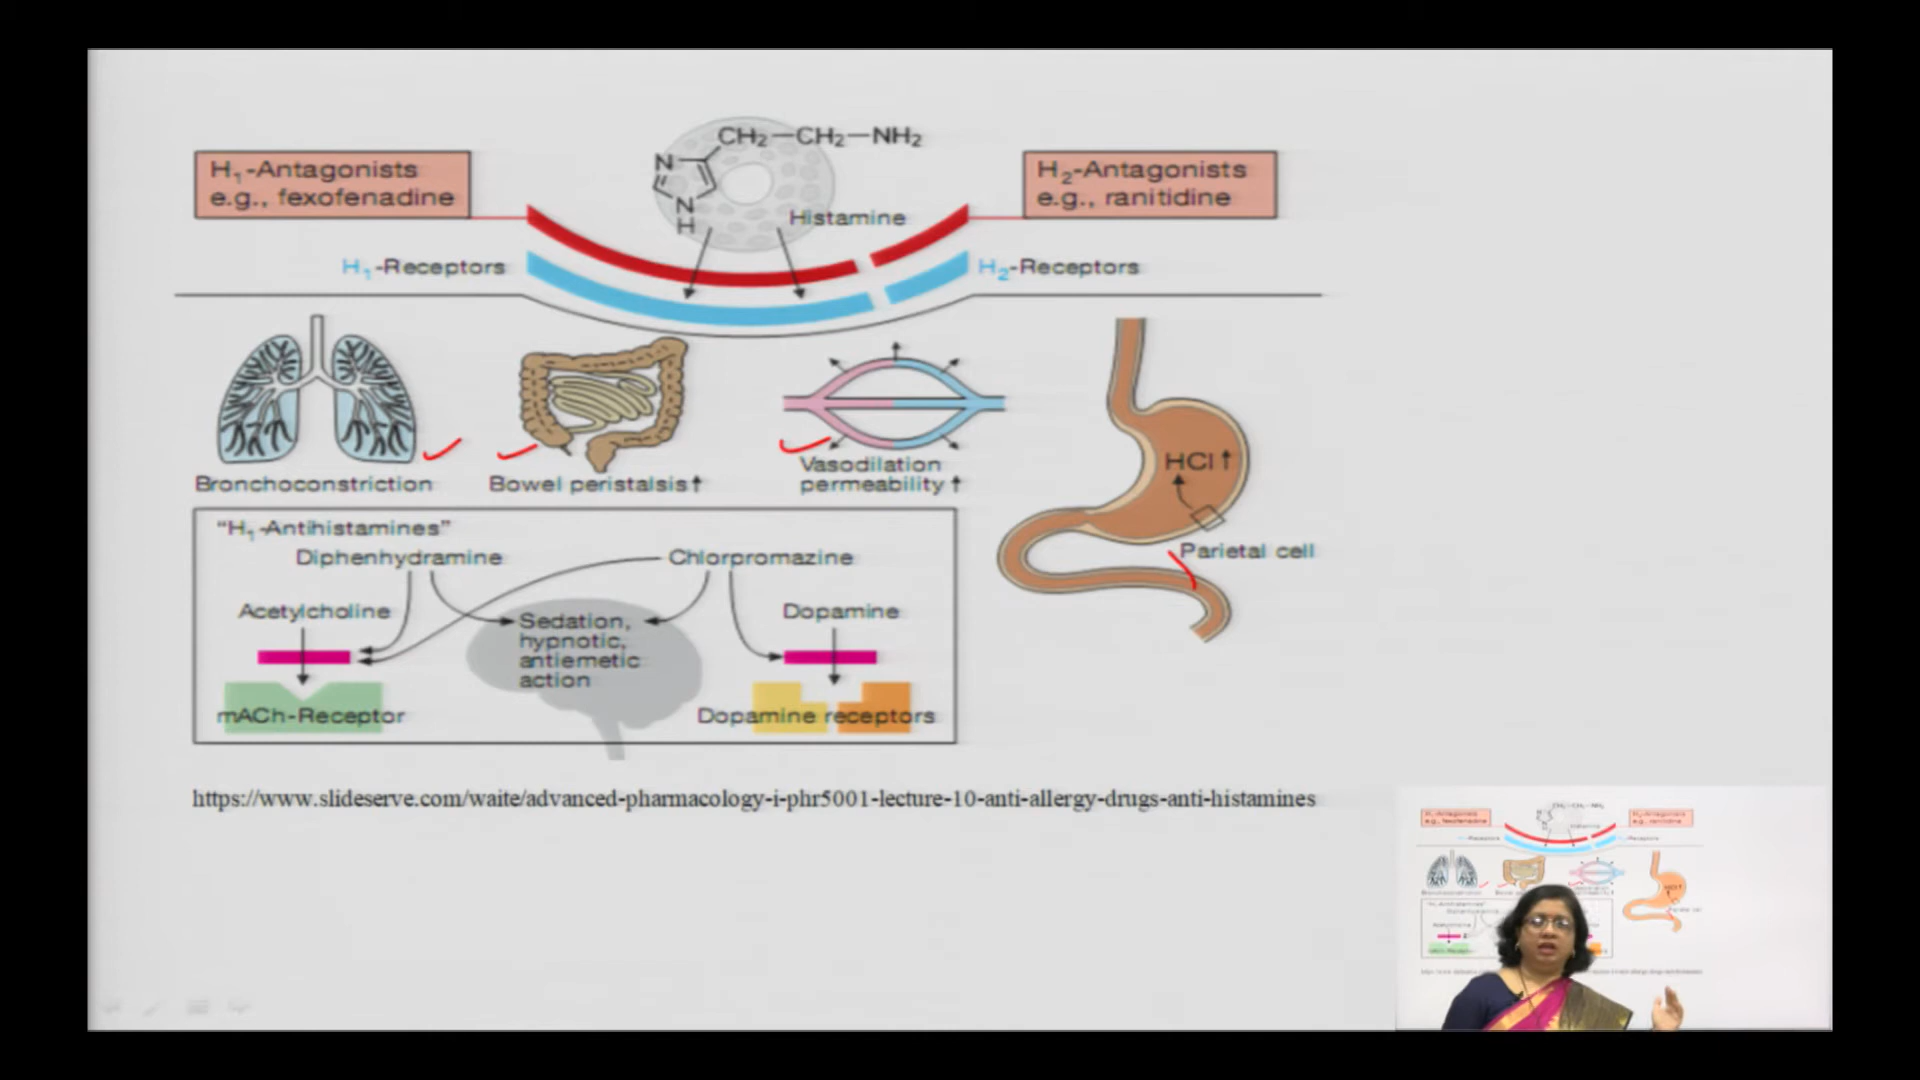 CH2—CH2—NH2
N
N
H
Histamine
H1-Antagonists
e.g., fexofenadine
H2-Antagonists
e.g., ranitidine
H1-Receptors
H2-Receptors
Bronchoconstriction
Bowel peristalsis↑
Vasodilation
permeability↑
HCl↑
Parietal cell
“H1-Antihistamines”
Diphenhydramine
Chlorpromazine
Acetylcholine
Sedation,
hypnotic,
antiemetic
action
Dopamine
mACh-Receptor
Dopamine receptors
https://www.slideserve.com/waite/advanced-pharmacology-i-phr5001-lecture-10-anti-allergy-drugs-anti-histamines